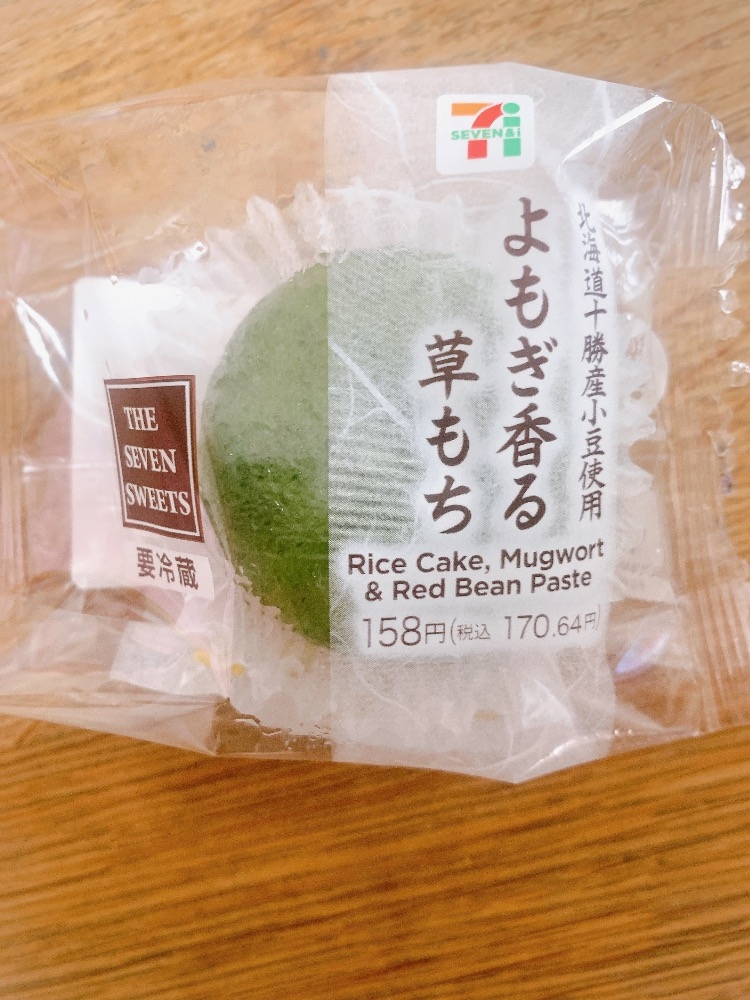 SEVEN&i
北海道十勝産小豆使用
よもぎ香る
草もち
Rice Cake, Mugwort
& Red Bean Paste
158円(税込 170.64円)
THE
SEVEN
SWEETS
要冷蔵